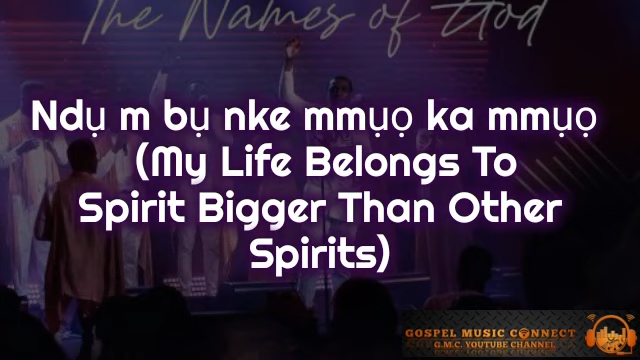 The Names of God
Ndụ m bụ nke mmụọ ka mmụọ
(My Life Belongs To
Spirit Bigger Than Other
Spirits)
GOSPEL MUSIC CONNECT
G.M.C. YOUTUBE CHANNEL